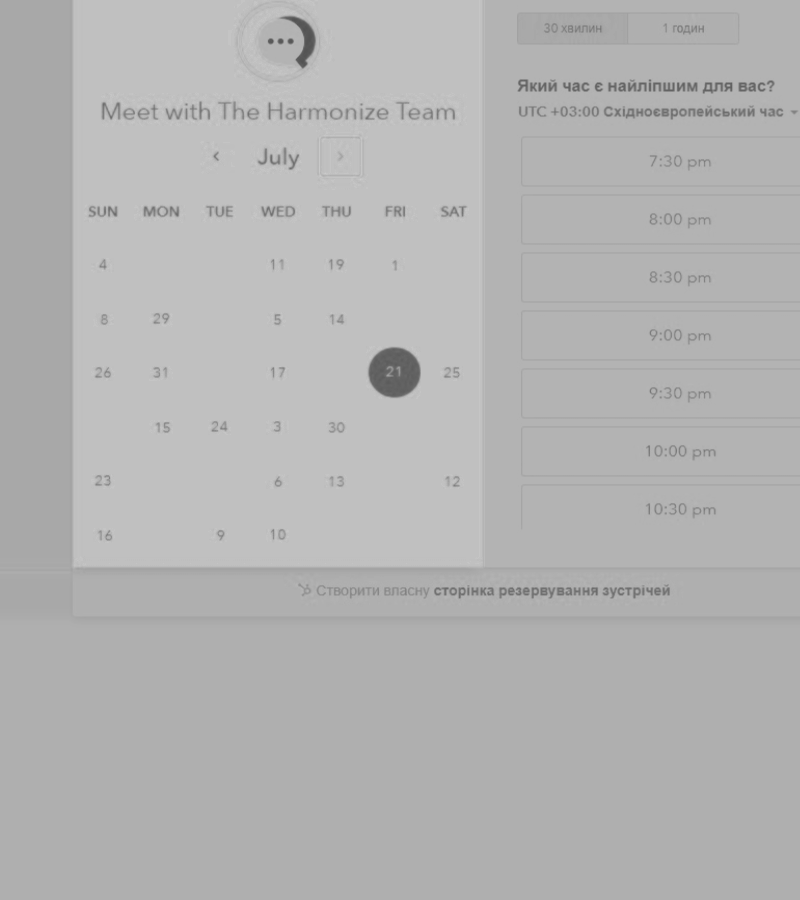 Meet with The Harmonize Team
July
SUN MON TUE WED THU FRI SAT
4 11 19 1
8 29 5 14
26 31 17 21 25
15 24 3 30
23 6 13 12
16 9 10
30 хвилин 1 годин
Який час є найліпшим для вас?
UTC +03:00 Східноєвропейський час
7:30 pm
8:00 pm
8:30 pm
9:00 pm
9:30 pm
10:00 pm
10:30 pm
Створити власну сторінка резервування зустрічей